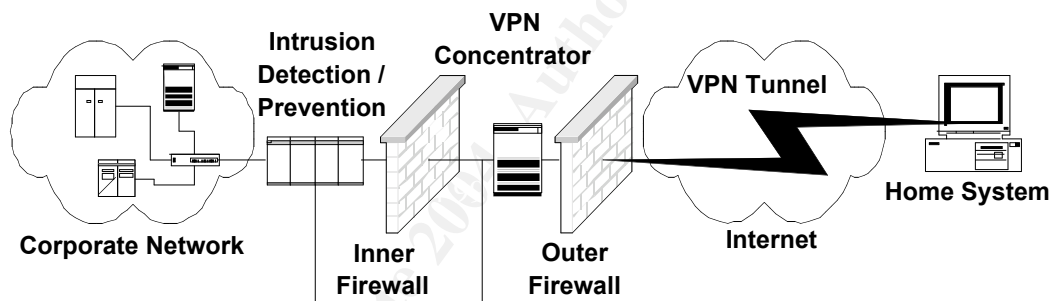 VPN
Concentrator
Intrusion
Detection /
Prevention
VPN Tunnel
Home System
Corporate Network
Inner
Firewall
Outer
Firewall
Internet